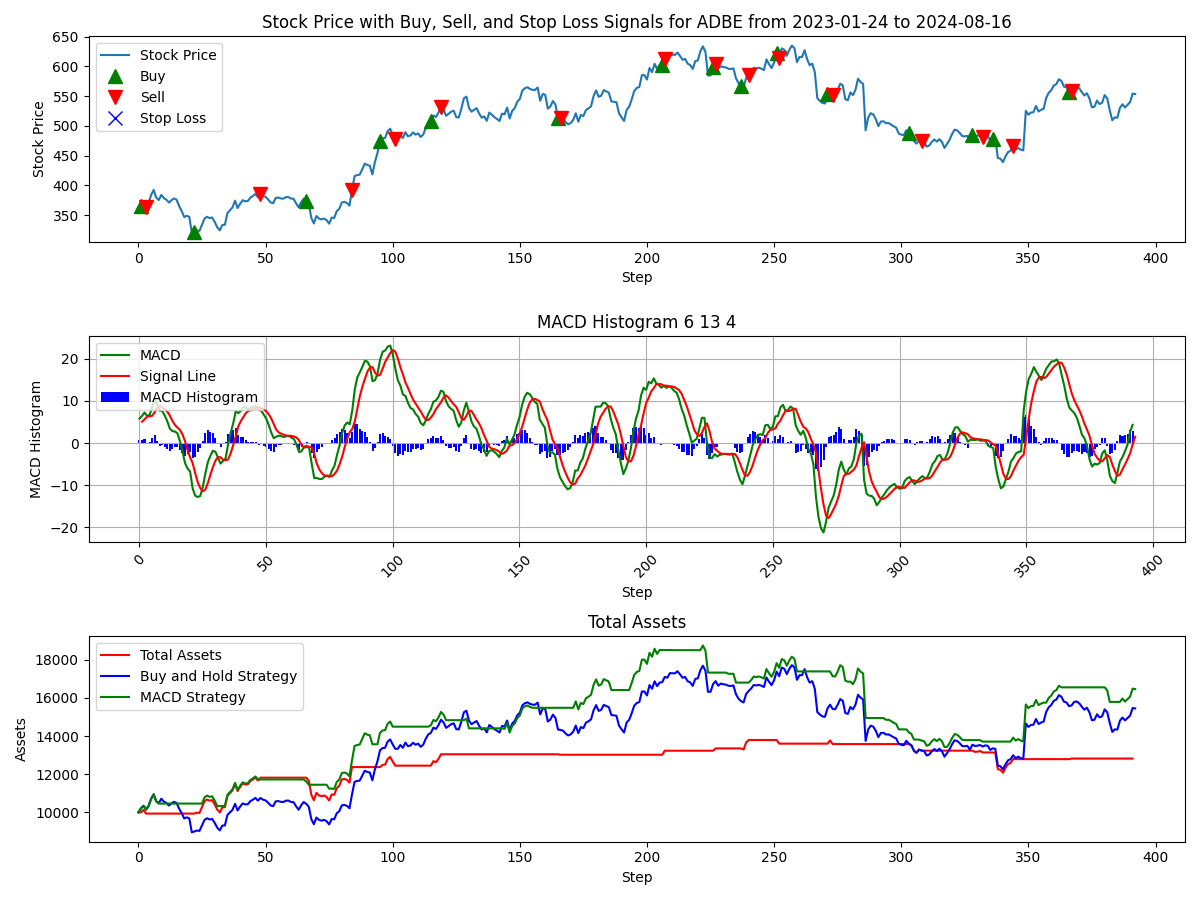 Stock Price with Buy, Sell, and Stop Loss Signals for ADBE from 2023-01-24 to 2024-08-16
Stock Price
650
600
550
500
450
400
350
Stock Price
Buy
Sell
Stop Loss
0 50 100 150 200 250 300 350 400
Step
MACD Histogram 6 13 4
MACD Histogram
20
10
0
−10
−20
MACD
Signal Line
MACD Histogram
0 50 100 150 200 250 300 350 400
Step
Total Assets
Assets
18000
16000
14000
12000
10000
Total Assets
Buy and Hold Strategy
MACD Strategy
0 50 100 150 200 250 300 350 400
Step